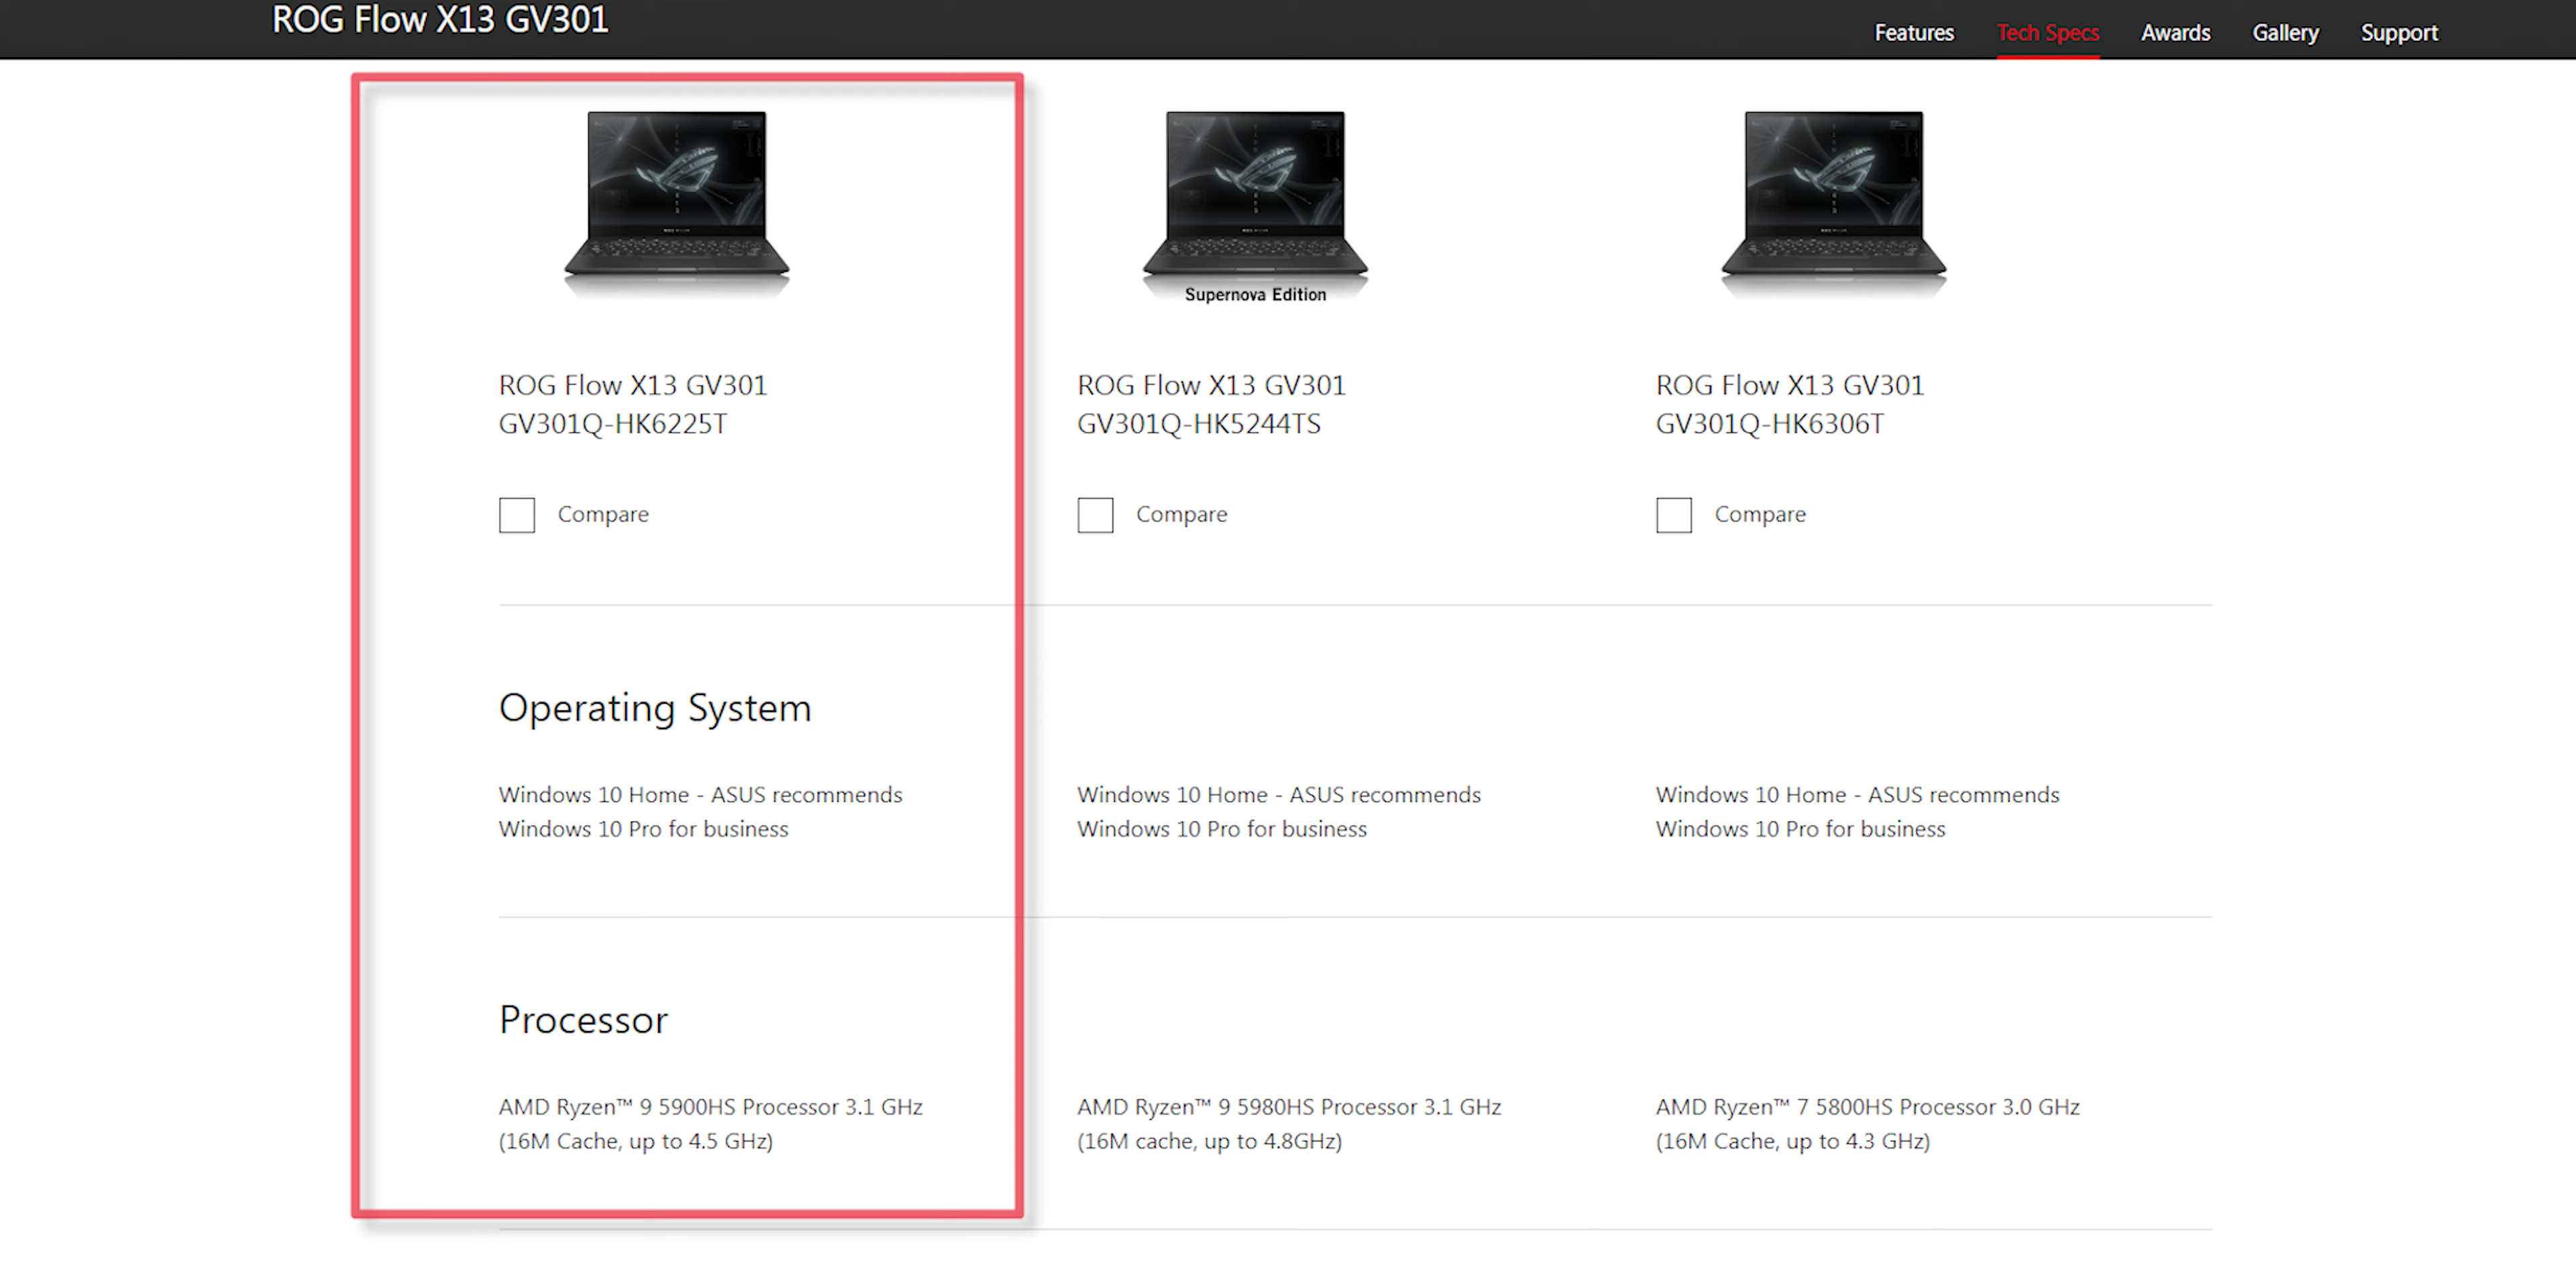 ROG Flow X13 GV301
Features Tech Specs Awards Gallery Support
Supernova Edition
ROG Flow X13 GV301
GV301Q-HK6225T
ROG Flow X13 GV301
GV301Q-HK5244TS
ROG Flow X13 GV301
GV301Q-HK6306T
Compare
Compare
Compare
Operating System
Windows 10 Home - ASUS recommends
Windows 10 Pro for business
Windows 10 Home - ASUS recommends
Windows 10 Pro for business
Windows 10 Home - ASUS recommends
Windows 10 Pro for business
Processor
AMD Ryzen™ 9 5900HS Processor 3.1 GHz
(16M Cache, up to 4.5 GHz)
AMD Ryzen™ 9 5980HS Processor 3.1 GHz
(16M cache, up to 4.8GHz)
AMD Ryzen™ 7 5800HS Processor 3.0 GHz
(16M Cache, up to 4.3 GHz)